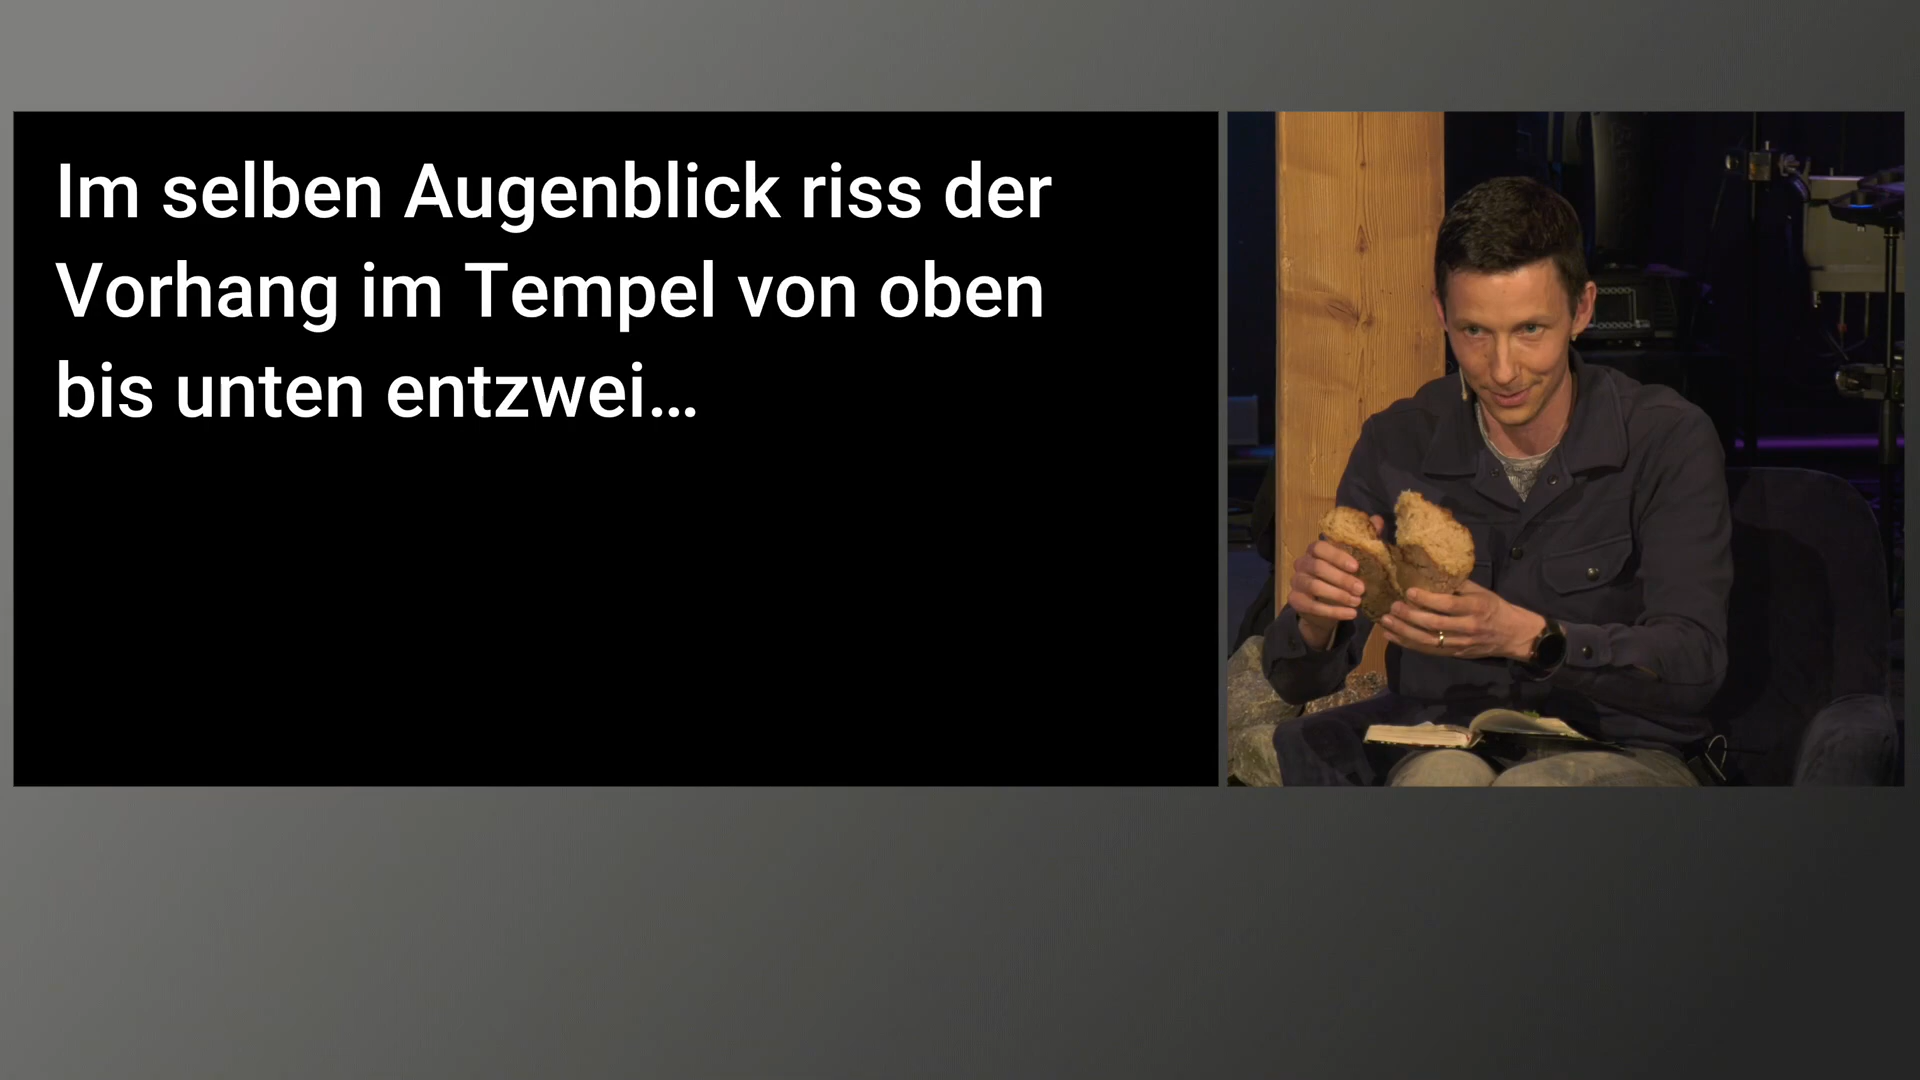 Im selben Augenblick riss der
Vorhang im Tempel von oben
bis unten entzwei...